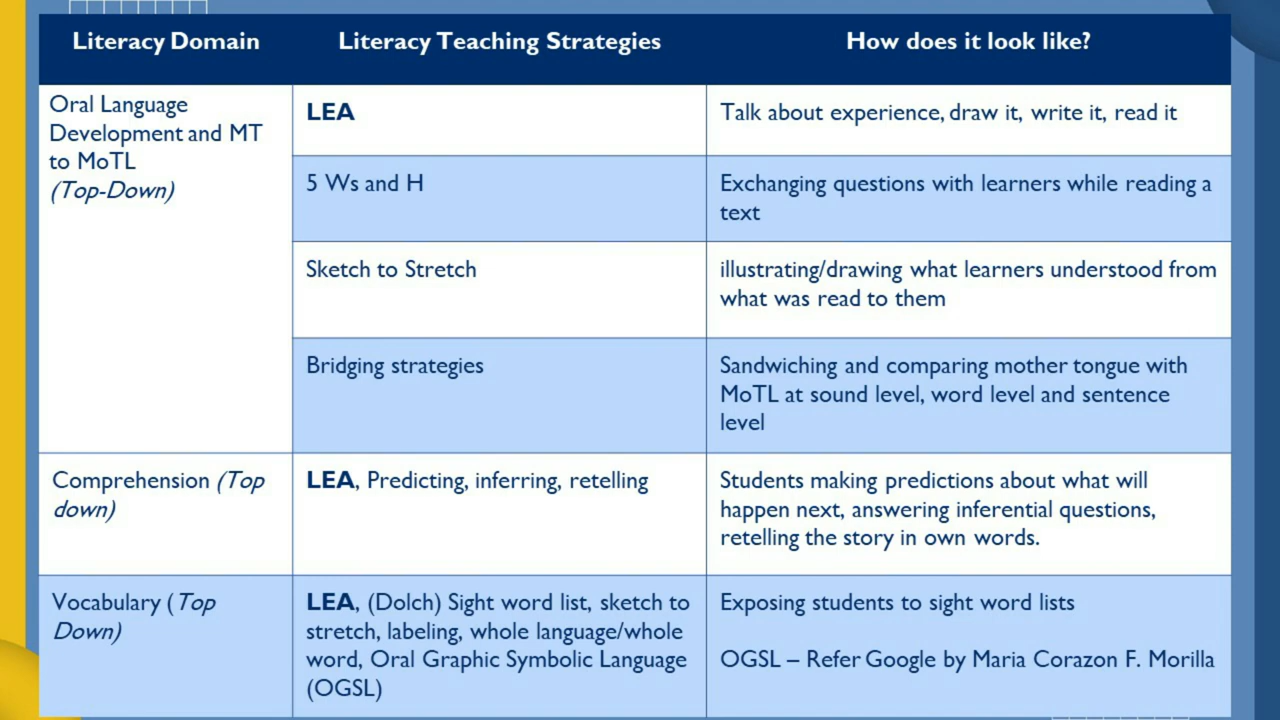 Literacy Domain
Literacy Teaching Strategies
How does it look like?
Oral Language
Development and MT
to MoTL
(Top-Down)
LEA
Talk about experience, draw it, write it, read it
5 Ws and H
Exchanging questions with learners while reading a
text
Sketch to Stretch
illustrating/drawing what learners understood from
what was read to them
Bridging strategies
Sandwiching and comparing mother tongue with
MoTL at sound level, word level and sentence
level
Comprehension (Top
down)
LEA, Predicting, inferring, retelling
Students making predictions about what will
happen next, answering inferential questions,
retelling the story in own words.
Vocabulary (Top
Down)
LEA, (Dolch) Sight word list, sketch to
stretch, labeling, whole language/whole
word, Oral Graphic Symbolic Language
(OGSL)
Exposing students to sight word lists
OGSL – Refer Google by Maria Corazon F. Morilla